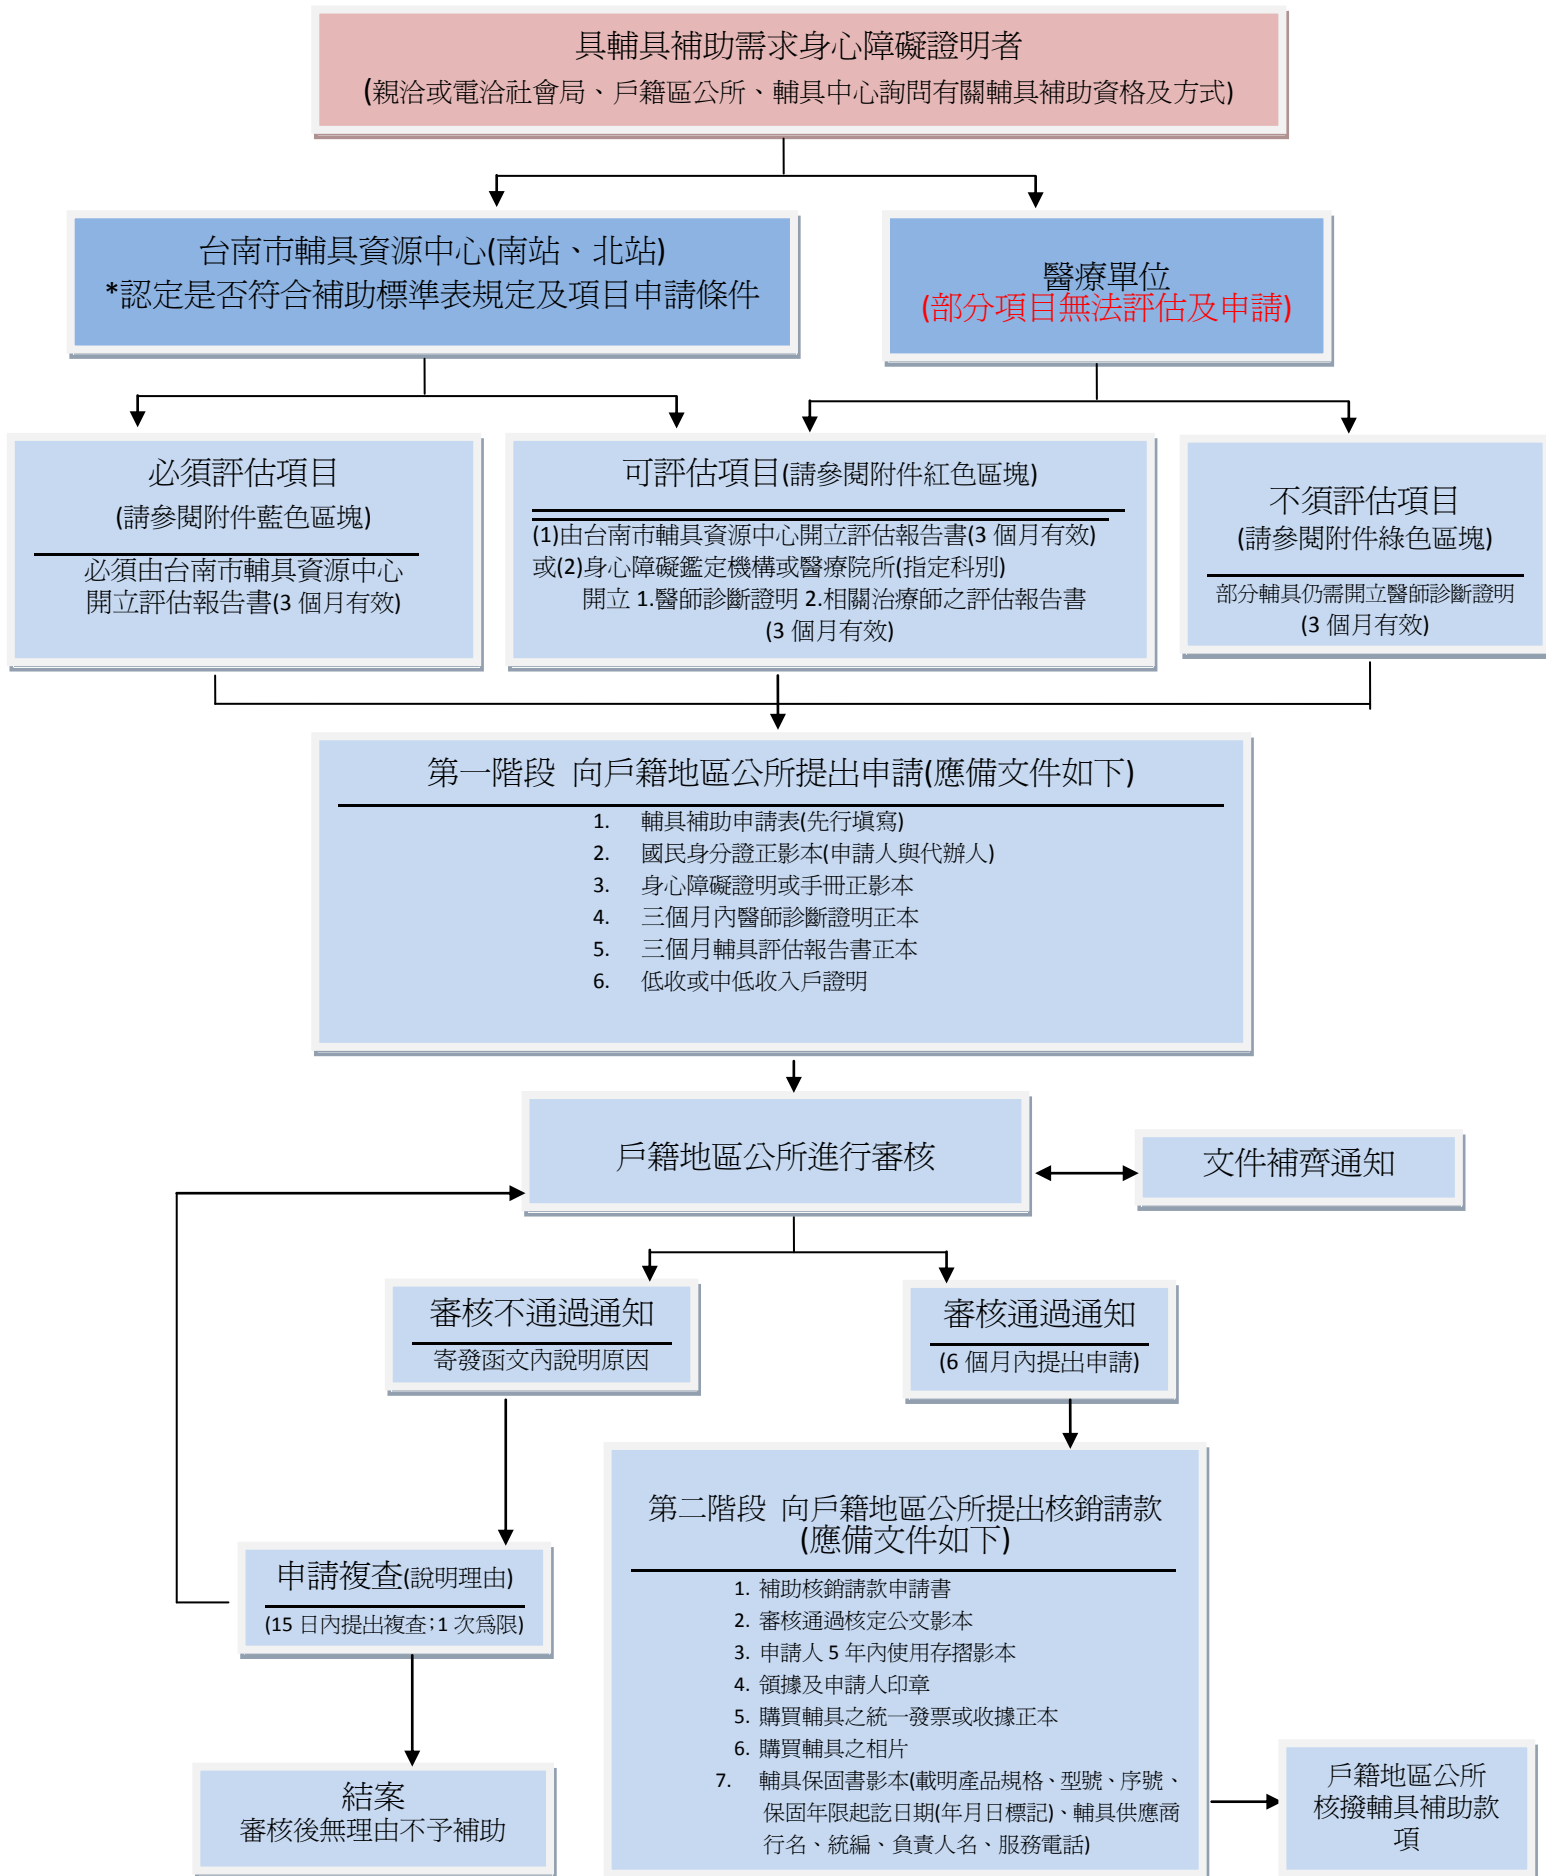 具輔具補助需求身心障礙證明者
(親洽或電洽社會局、戶籍區公所、輔具中心詢問有關輔具補助資格及方式)
台南市輔具資源中心(南站、北站)
*認定是否符合補助標準表規定及項目申請條件
醫療單位
(部分項目無法評估及申請)
必須評估項目
(請參閱附件藍色區塊)
必須由台南市輔具資源中心
開立評估報告書(3 個月有效)
可評估項目(請參閱附件紅色區塊)
(1)由台南市輔具資源中心開立評估報告書(3 個月有效)
或(2)身心障礙鑑定機構或醫療院所(指定科別)
開立 1.醫師診斷證明 2.相關治療師之評估報告書
(3 個月有效)
不須評估項目
(請參閱附件綠色區塊)
部分輔具仍需開立醫師診斷證明
(3 個月有效)
第一階段 向戶籍地區公所提出申請(應備文件如下)
1. 輔具補助申請表(先行填寫)
2. 國民身分證正影本(申請人與代辦人)
3. 身心障礙證明或手冊正影本
4. 三個月內醫師診斷證明正本
5. 三個月輔具評估報告書正本
6. 低收或中低收入戶證明
戶籍地區公所進行審核
文件補齊通知
審核不通過通知
寄發函文內說明原因
審核通過通知
(6 個月內提出申請)
申請複查(說明理由)
(15 日內提出複查;1 次為限)
結案
審核後無理由不予補助
第二階段 向戶籍地區公所提出核銷請款
(應備文件如下)
1. 補助核銷請款申請書
2. 審核通過核定公文影本
3. 申請人 5 年內使用存摺影本
4. 領據及申請人印章
5. 購買輔具之統一發票或收據正本
6. 購買輔具之相片
7. 輔具保固書影本(載明產品規格、型號、序號、
保固年限起訖日期(年月日標記)、輔具供應商
行名、統編、負責人名、服務電話)
戶籍地區公所
核撥輔具補助款
項